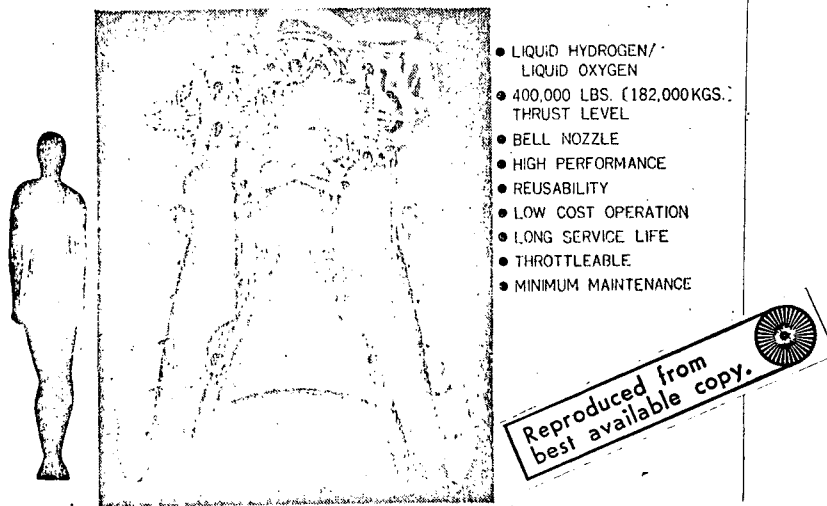 ● LIQUID HYDROGEN/
LIQUID OXYGEN
● 400,000 LBS. (182,000 KGS.)
THRUST LEVEL
● BELL NOZZLE
● HIGH PERFORMANCE
● REUSABILITY
● LOW COST OPERATION
● LONG SERVICE LIFE
● THROTTLEABLE
● MINIMUM MAINTENANCE
Reproduced from
best available copy.